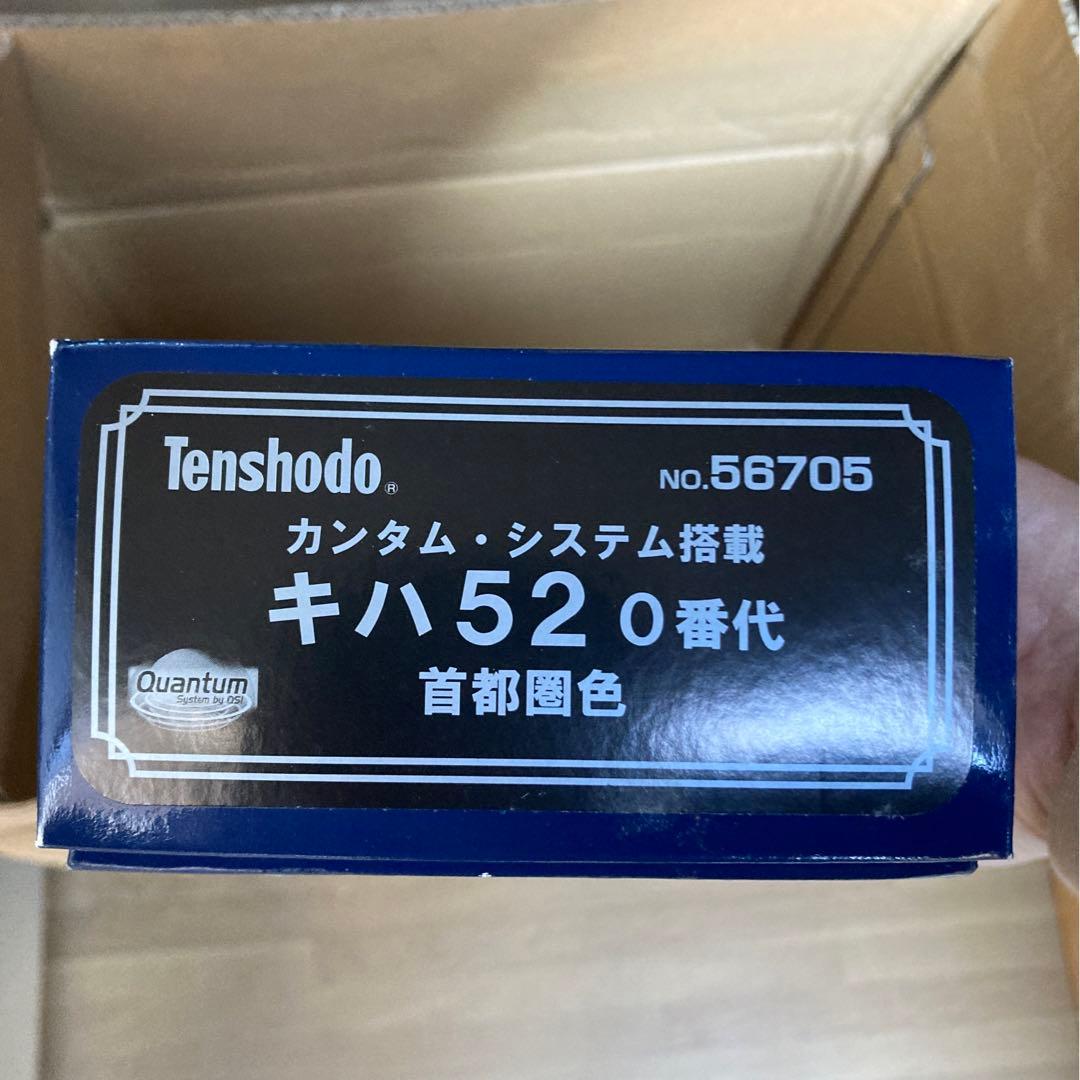 Tenshodo®
NO.56705
カンタム・システム搭載
キハ52 0番代
首都圏色
Quantum
System by QSI